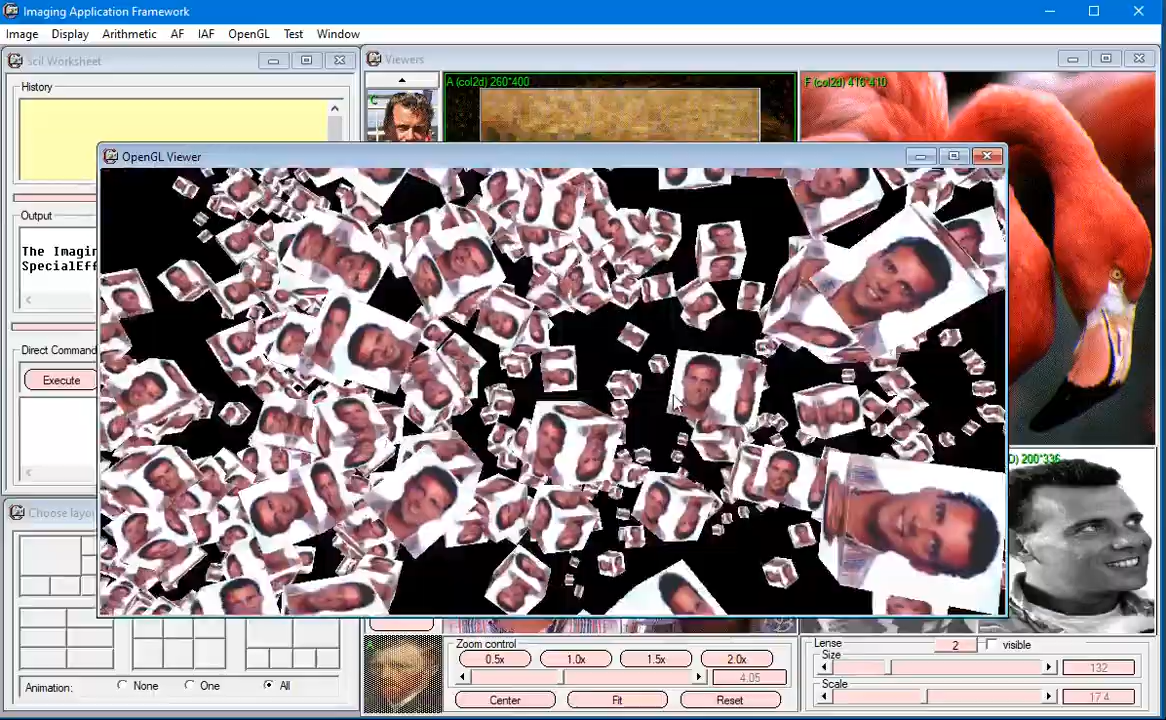 Imaging Application Framework
Image Display Arithmetic AF IAF OpenGL Test Window
scil Worksheet
Viewers
History
A (col2d) 260*400
F (col2d) 416*410
OpenGL Viewer
Output
The Imagin
SpecialEff
Direct Command
Execute
D) 200*336
Choose layou
Zoom control
0.5x 1.0x 1.5x 2.0x
4.05
Center Fit Reset
Lense 2 visible
Size
132
Scale
17.4
Animation: None One All